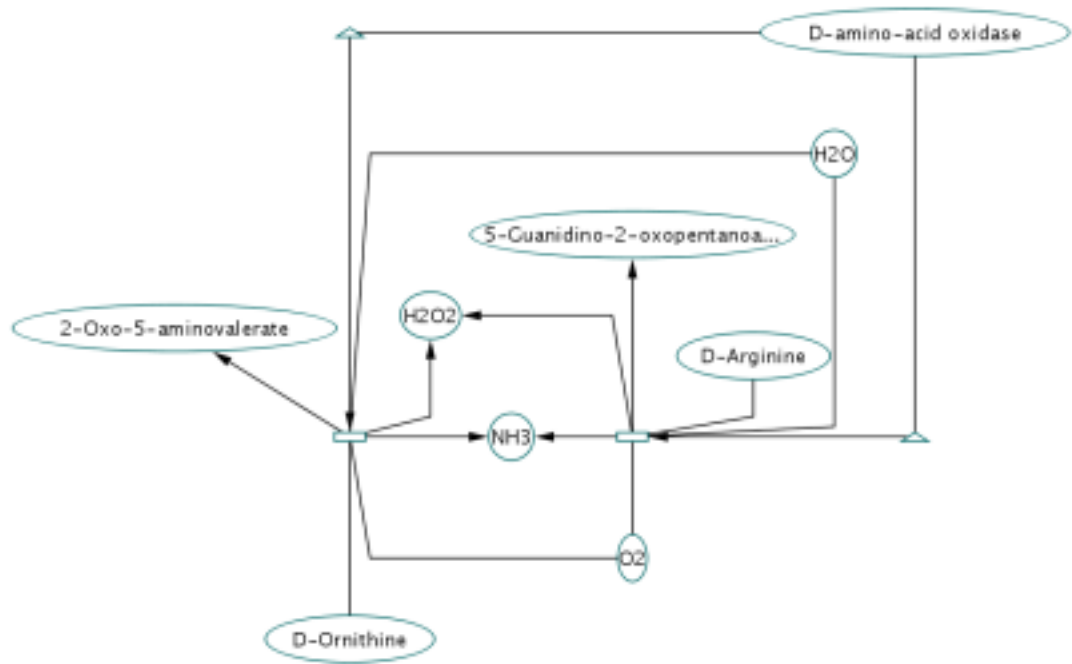 D-amino-acid oxidase
H2O
5-Guanidino-2-oxopentanoa...
H2O2
2-Oxo-5-aminovalerate
D-Arginine
NH3
O2
D-Ornithine